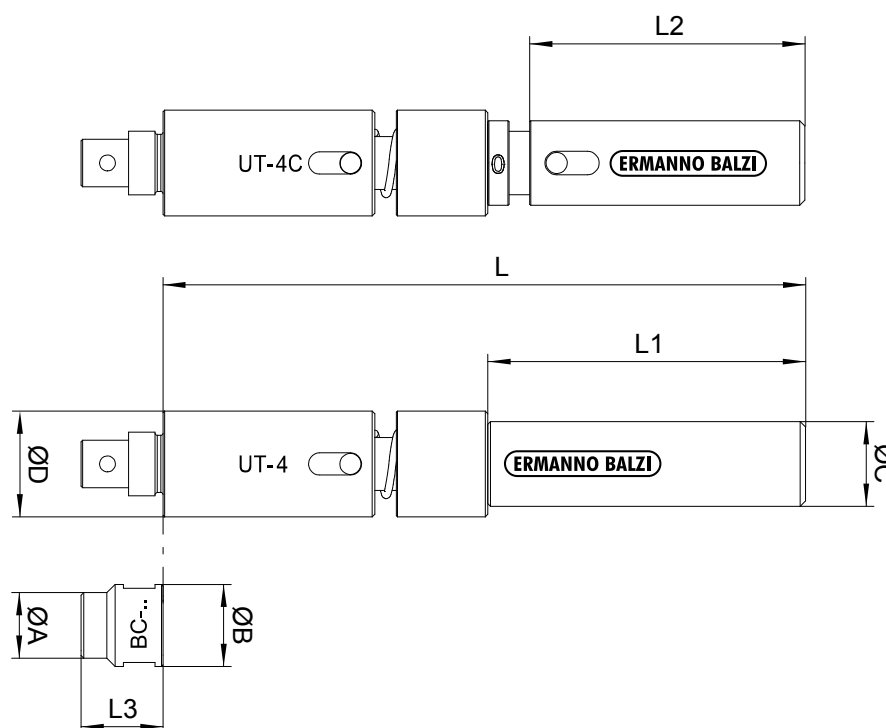 L2
UT-4C
ERMANNO BALZI
L
L1
ØD
UT-4
ERMANNO BALZI
ØC
ØA
BC-..
ØB
L3